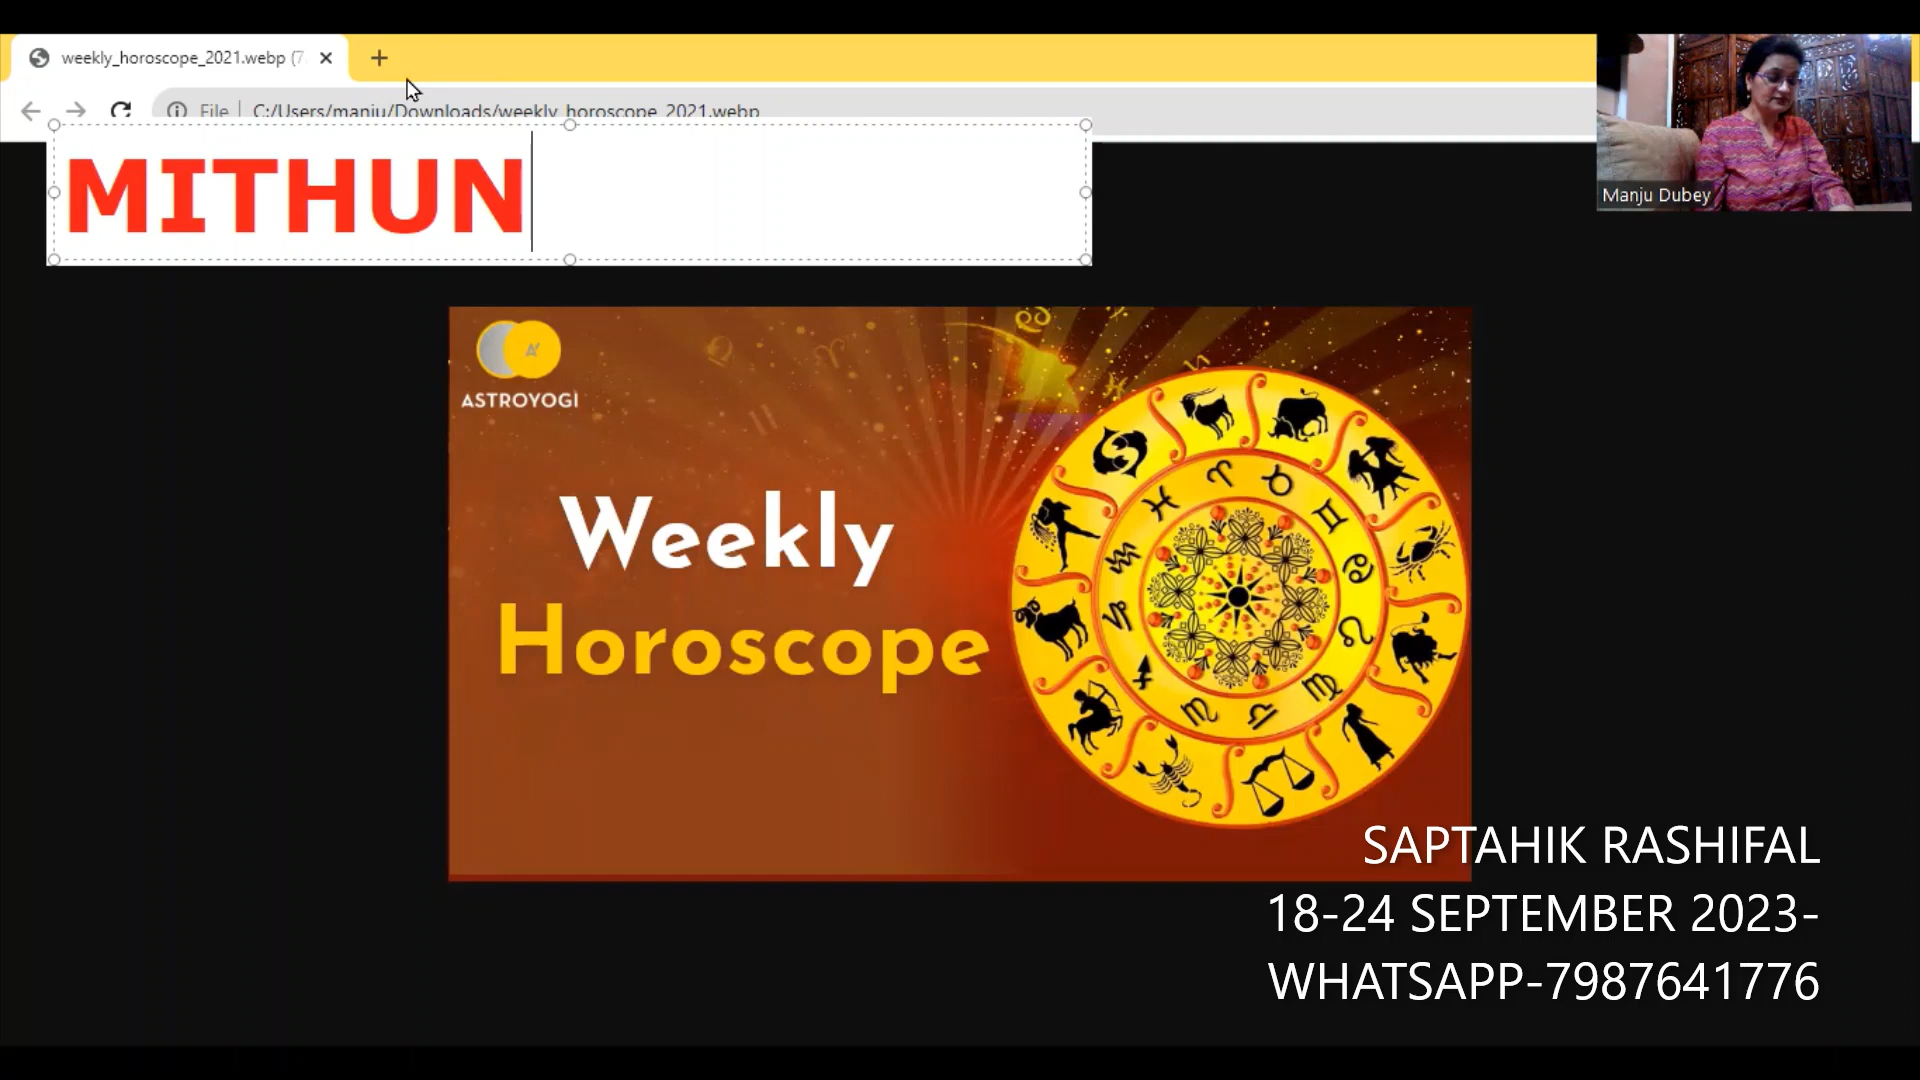 weekly_horoscope_2021.webp (7
File
C:/Users/manju/Downloads/weekly_horoscope_2021.webp
MITHUN
Manju Dubey
ASTROYOGI
Weekly
Horoscope
SAPTAHIK RASHIFAL
18-24 SEPTEMBER 2023-
WHATSAPP-7987641776